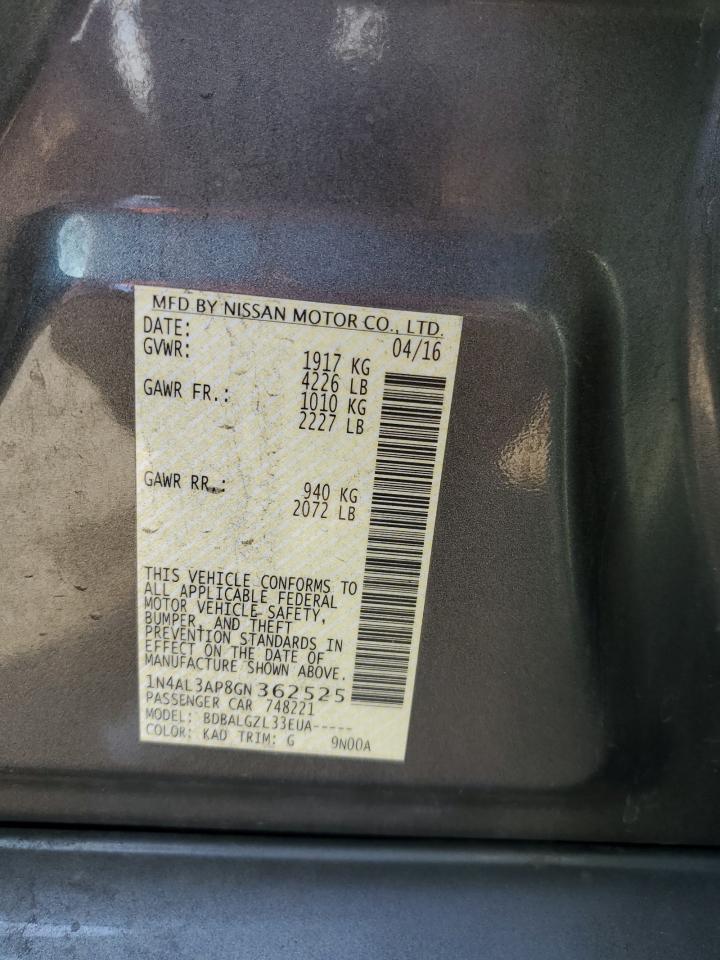 MFD BY NISSAN MOTOR CO., LTD.
DATE: 04/16
GVWR: 1917 KG
4226 LB
GAWR FR.: 1010 KG
2227 LB
GAWR RR.: 940 KG
2072 LB
THIS VEHICLE CONFORMS TO
ALL APPLICABLE FEDERAL
MOTOR VEHICLE SAFETY,
BUMPER, AND THEFT
PREVENTION STANDARDS IN
EFFECT ON THE DATE OF
MANUFACTURE SHOWN ABOVE.
1N4AL3AP8GN362525
PASSENGER CAR 748221
MODEL: BDBALGZL33EUA-----
COLOR: KAD TRIM: G 9N00A